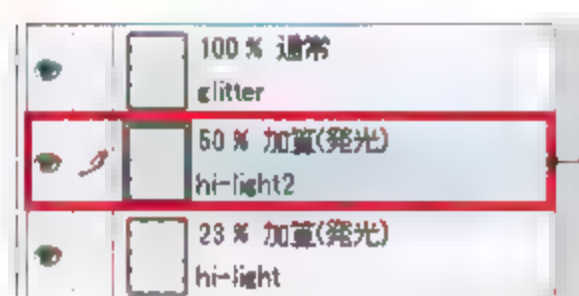 100 % 通常
glitter
50 % 加算(発光)
hi-light2
23 % 加算(発光)
hi-light